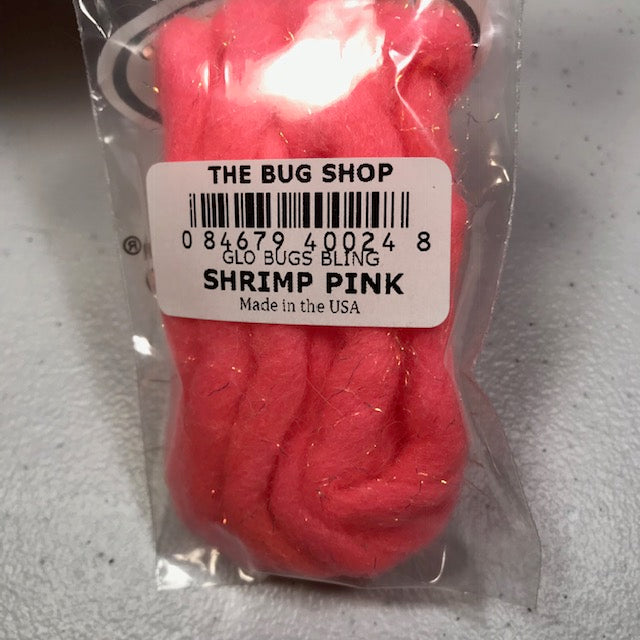 THE BUG SHOP
0 84679 40024 8
GLO BUGS BLING
SHRIMP PINK
Made in the USA
®